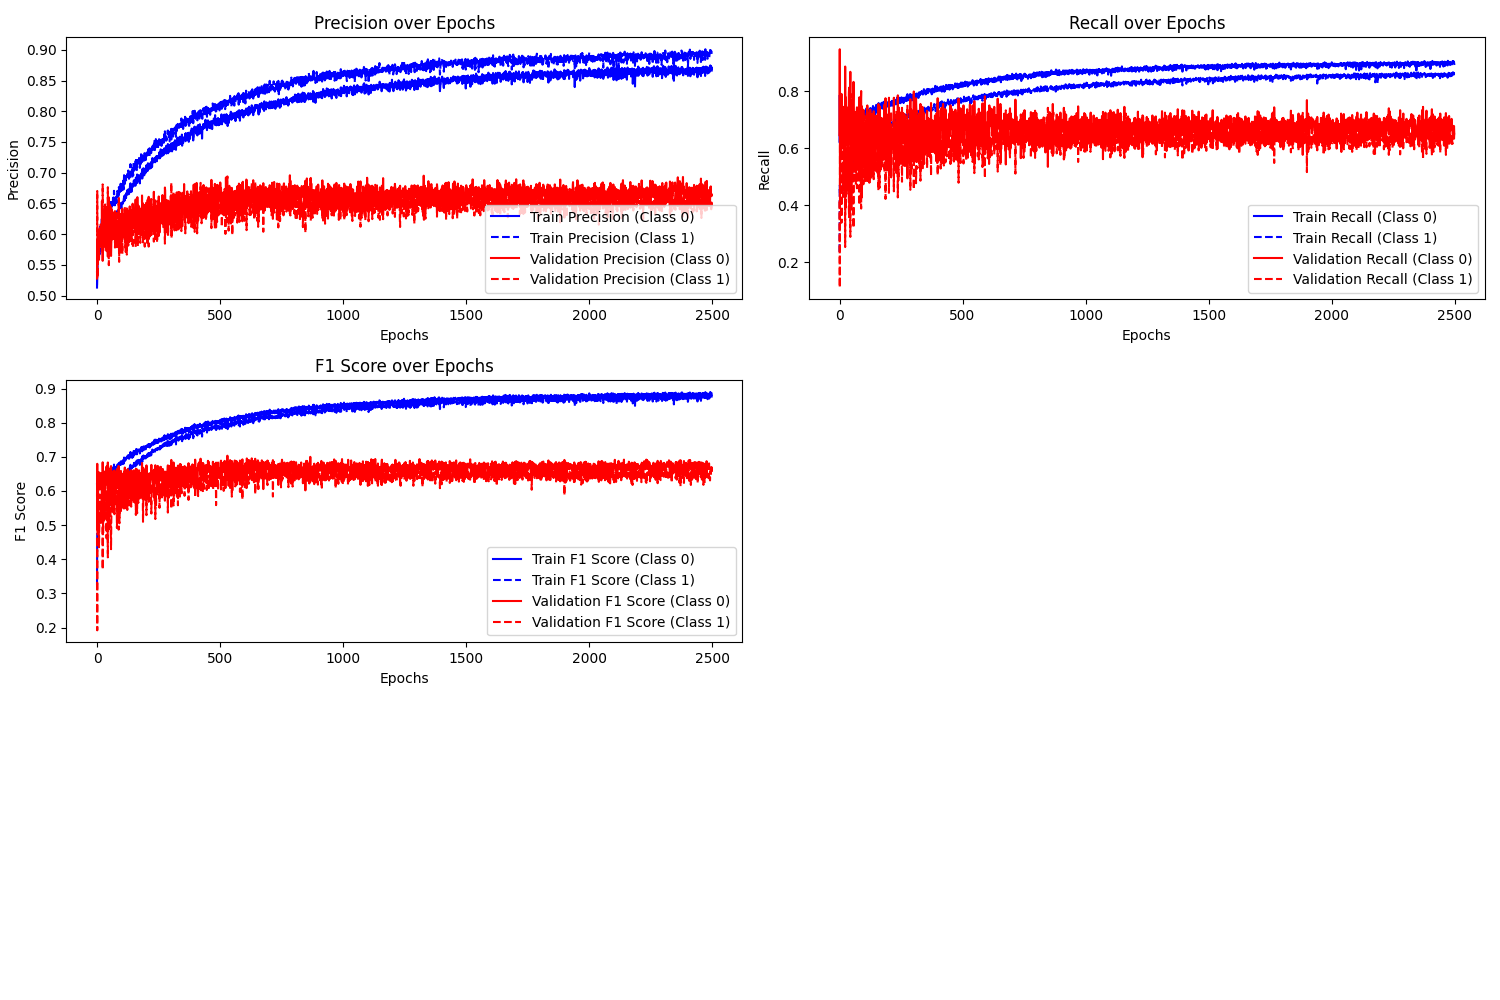 Precision over Epochs
Precision
0.90
0.85
0.80
0.75
0.70
0.65
0.60
0.55
0.50
Train Precision (Class 0)
Train Precision (Class 1)
Validation Precision (Class 0)
Validation Precision (Class 1)
0 500 1000 1500 2000 2500
Epochs
Recall over Epochs
Recall
0.8
0.6
0.4
0.2
Train Recall (Class 0)
Train Recall (Class 1)
Validation Recall (Class 0)
Validation Recall (Class 1)
0 500 1000 1500 2000 2500
Epochs
F1 Score over Epochs
F1 Score
0.9
0.8
0.7
0.6
0.5
0.4
0.3
0.2
Train F1 Score (Class 0)
Train F1 Score (Class 1)
Validation F1 Score (Class 0)
Validation F1 Score (Class 1)
0 500 1000 1500 2000 2500
Epochs